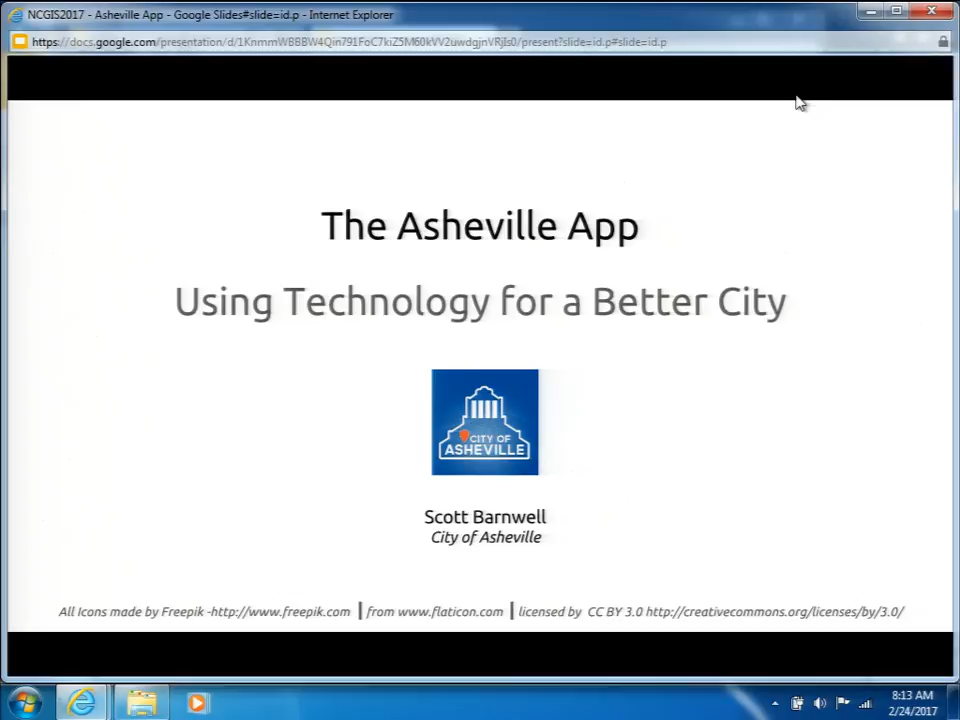 NCGIS2017 - Asheville App - Google Slides#slide=id.p - Internet Explorer
https://docs.google.com/presentation/d/1KnmmWBBBW4Qin791FoC7kiZ5M60kVV2uwdgjnVRjIs0/present?slide=id.p#slide=id.p
The Asheville App
Using Technology for a Better City
CITY OF
ASHEVILLE
Scott Barnwell
City of Asheville
All Icons made by Freepik -http://www.freepik.com | from www.flaticon.com | licensed by CC BY 3.0 http://creativecommons.org/licenses/by/3.0/
8:13 AM
2/24/2017